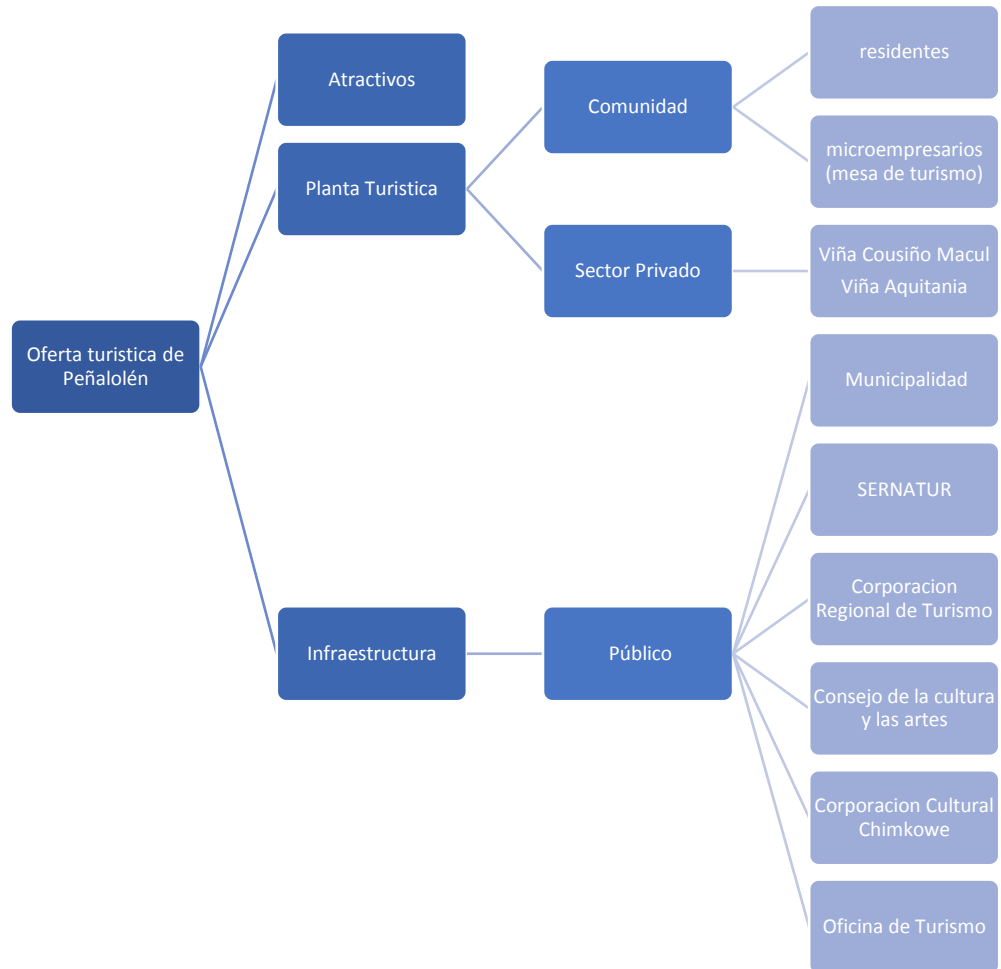 Oferta turistica de
Peñalolén
Atractivos
Planta Turistica
Comunidad
residentes
microempresarios
(mesa de turismo)
Sector Privado
Viña Cousiño Macul
Viña Aquitania
Infraestructura
Público
Municipalidad
SERNATUR
Corporacion
Regional de Turismo
Consejo de la cultura
y las artes
Corporacion Cultural
Chimkowe
Oficina de Turismo